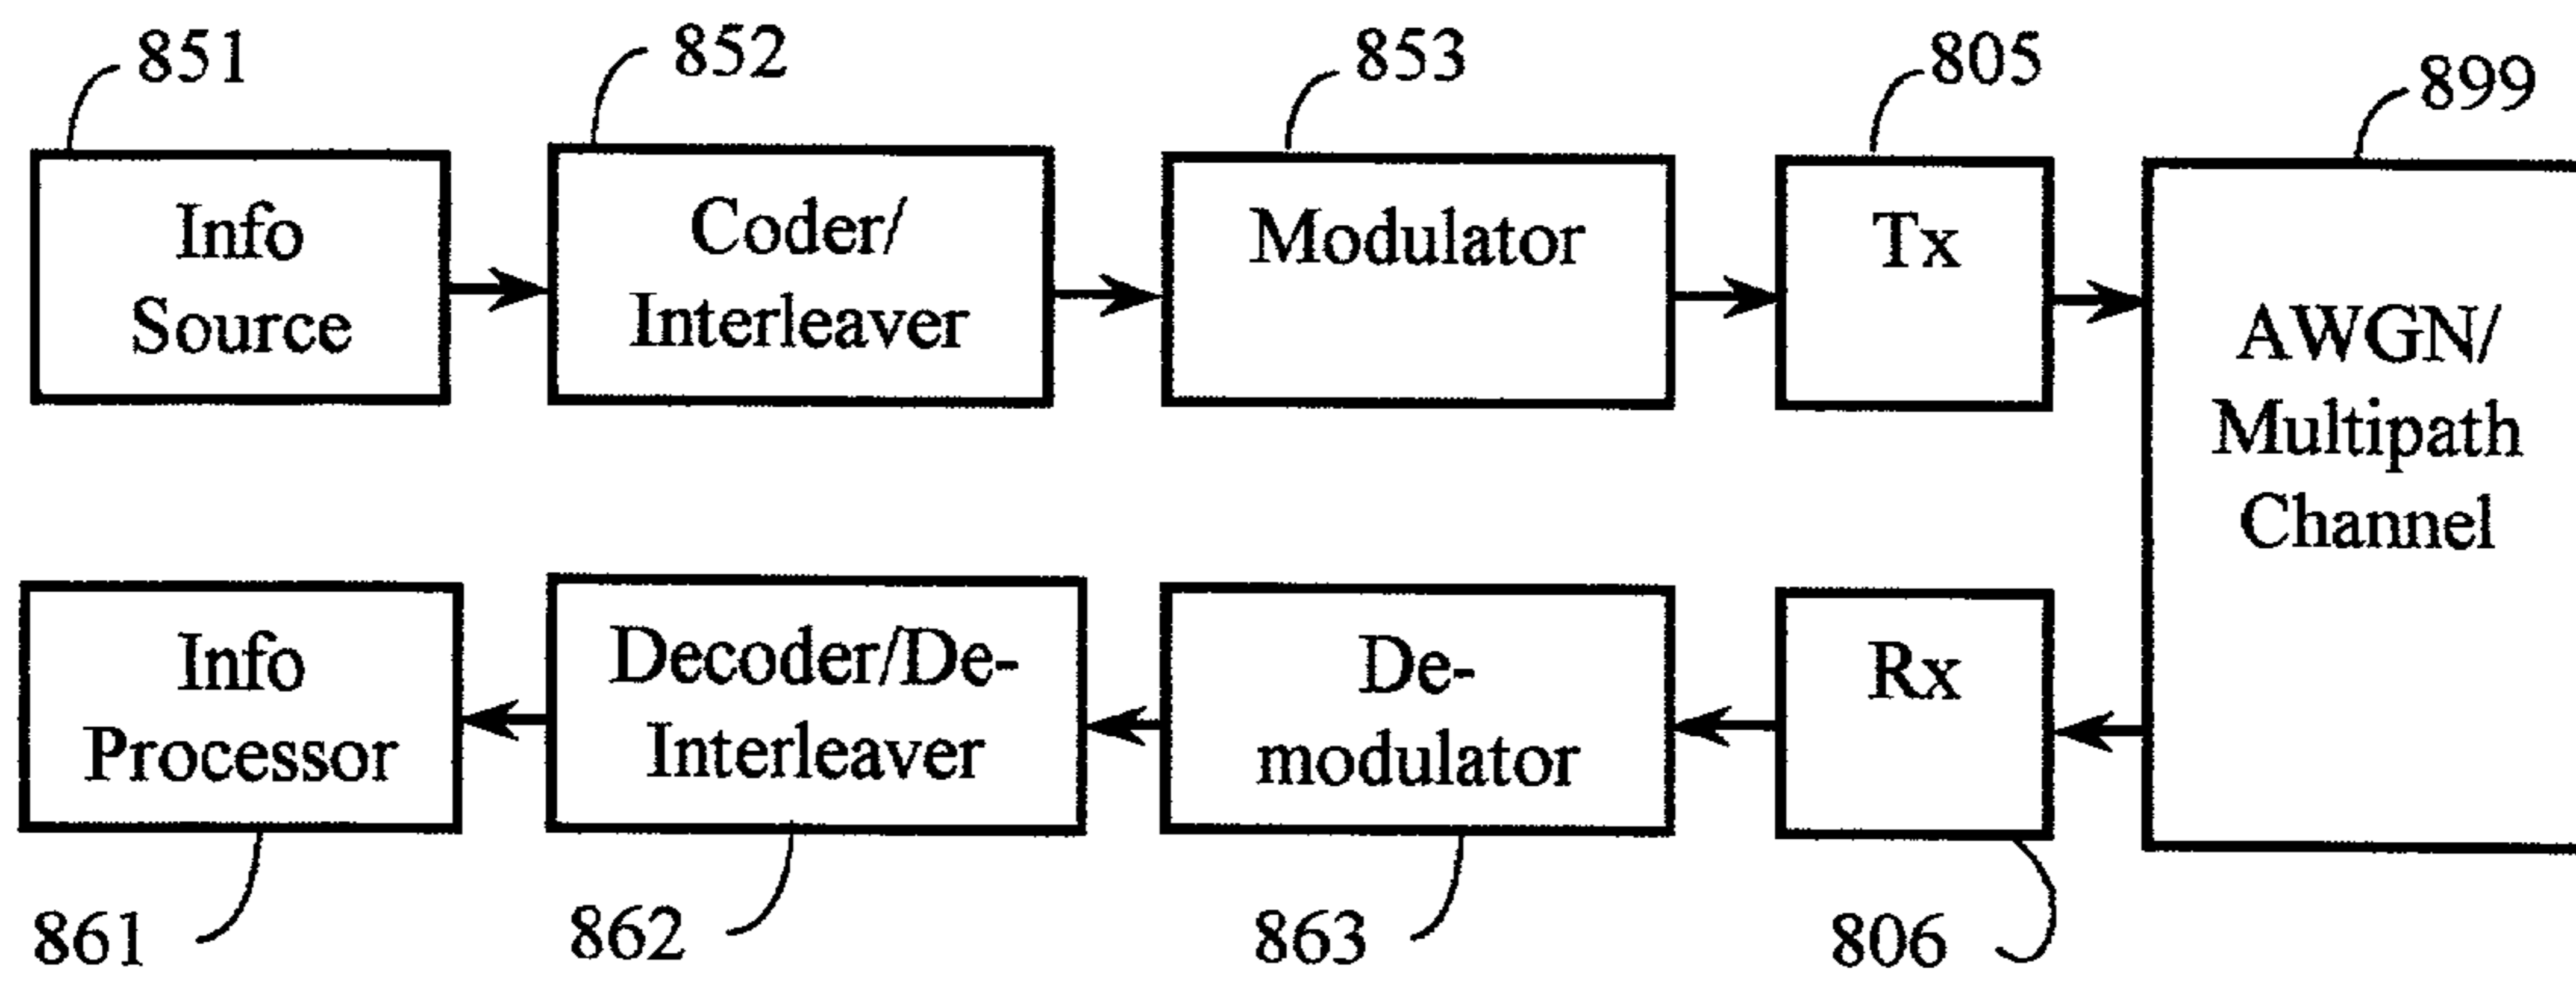 851
852
853
805
899
Info
Source
Coder/
Interleaver
Modulator
Tx
AWGN/
Multipath
Channel
Info
Processor
Decoder/De-
Interleaver
De-
modulator
Rx
861
862
863
806